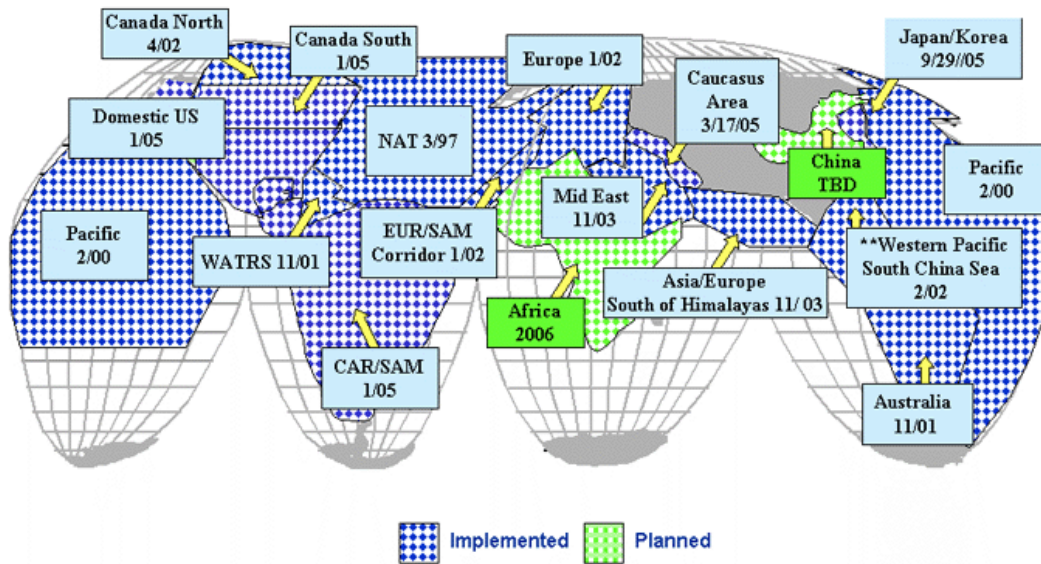 Canada North
4/02
Canada South
1/05
Europe 1/02
Japan/Korea
9/29//05
Caucasus
Area
3/17/05
Domestic US
1/05
NAT 3/97
China
TBD
Pacific
2/00
Mid East
11/03
Pacific
2/00
WATRS 11/01
EUR/SAM
Corridor 1/02
**Western Pacific
South China Sea
2/02
Asia/Europe
South of Himalayas 11/ 03
Africa
2006
CAR/SAM
1/05
Australia
11/01
Implemented
Planned